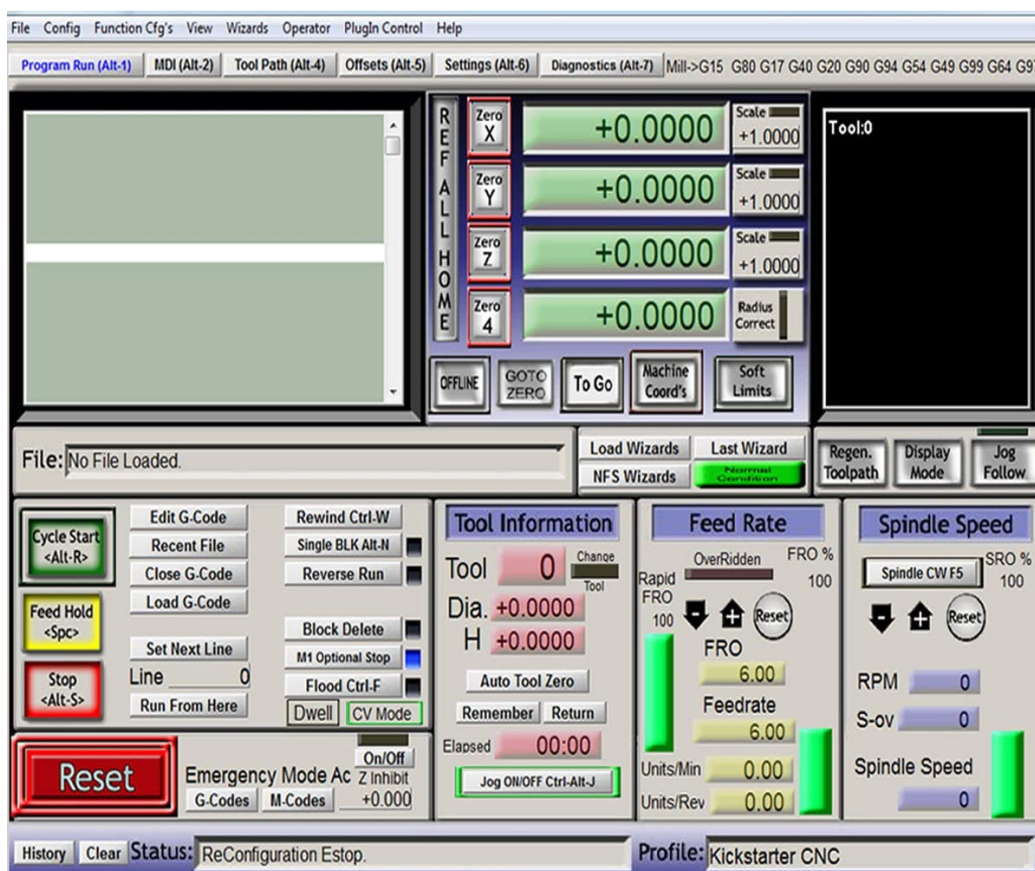 File Config Function Cfg's View Wizards Operator PlugIn Control Help
Program Run (Alt-1) MDI (Alt-2) Tool Path (Alt-4) Offsets (Alt-5) Settings (Alt-6) Diagnostics (Alt-7) Mill->G15 G80 G17 G40 G20 G90 G94 G54 G49 G99 G64 G97
REF ALL HOME
Zero X +0.0000 Scale +1.0000
Zero Y +0.0000 Scale +1.0000
Zero Z +0.0000 Scale +1.0000
Zero 4 +0.0000 Radius Correct
OFFLINE GOTO ZERO To Go Machine Coord's Soft Limits
Tool:0
File: No File Loaded.
Load Wizards Last Wizard
NFS Wizards Normal Condition
Regen. Toolpath Display Mode Jog Follow
Cycle Start <Alt-R>
Feed Hold <Spc>
Stop <Alt-S>
Edit G-Code
Recent File
Close G-Code
Load G-Code
Set Next Line
Line 0
Run From Here
Rewind Ctrl-W
Single BLK Alt-N
Reverse Run
Block Delete
M1 Optional Stop
Flood Ctrl-F
Dwell CV Mode
Reset
Emergency Mode Ac
G-Codes M-Codes
On/Off
Z Inhibit
+0.000
Tool Information
Tool 0 Change Tool
Dia. +0.0000
H +0.0000
Auto Tool Zero
Remember Return
Elapsed 00:00
Jog ON/OFF Ctrl-Alt-J
Feed Rate
OverRidden FRO %
100
Rapid FRO
100
Reset
FRO
6.00
Feedrate
6.00
Units/Min 0.00
Units/Rev 0.00
Spindle Speed
Spindle CW F5 SRO %
100
Reset
RPM 0
S-ov 0
Spindle Speed
0
History Clear Status: ReConfiguration Estop. Profile: Kickstarter CNC